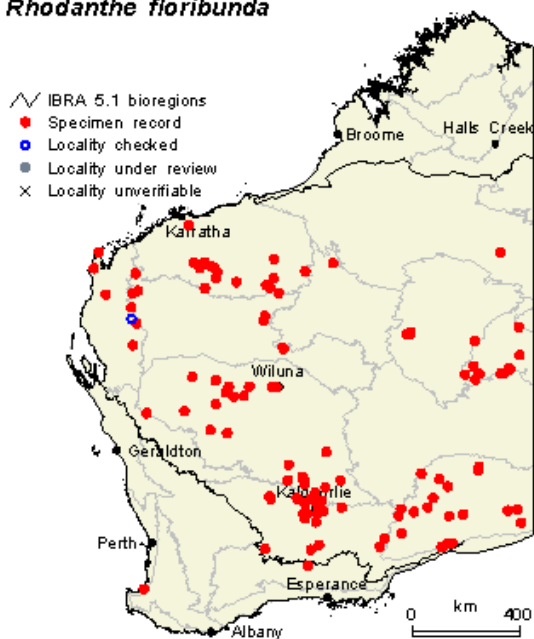 Rhodanthe floribunda
IBRA 5.1 bioregions
Specimen record
Locality checked
Locality under review
Locality unverifiable
Broome
Halls Creek
Karratha
Wiluna
Geraldton
Kalgoorlie
Perth
Esperance
Albany
km
0 400